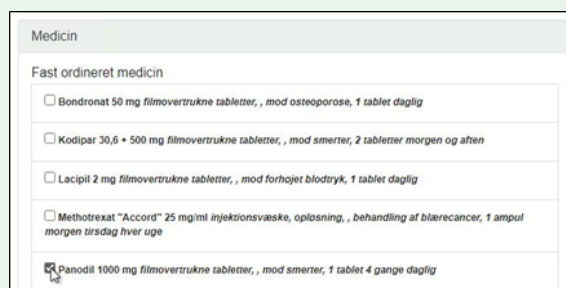 Medicin
Fast ordineret medicin
Bondronat 50 mg filmovertrukne tabletter, , mod osteoporose, 1 tablet daglig
Kodipar 30,6 + 500 mg filmovertrukne tabletter, , mod smerter, 2 tabletter morgen og aften
Lacipil 2 mg filmovertrukne tabletter, , mod forhøjet blodtryk, 1 tablet daglig
Methotrexat "Accord" 25 mg/ml injektionsvæske, opløsning, , behandling af blærecancer, 1 ampul
morgen tirsdag hver uge
Panodil 1000 mg filmovertrukne tabletter, , mod smerter, 1 tablet 4 gange daglig